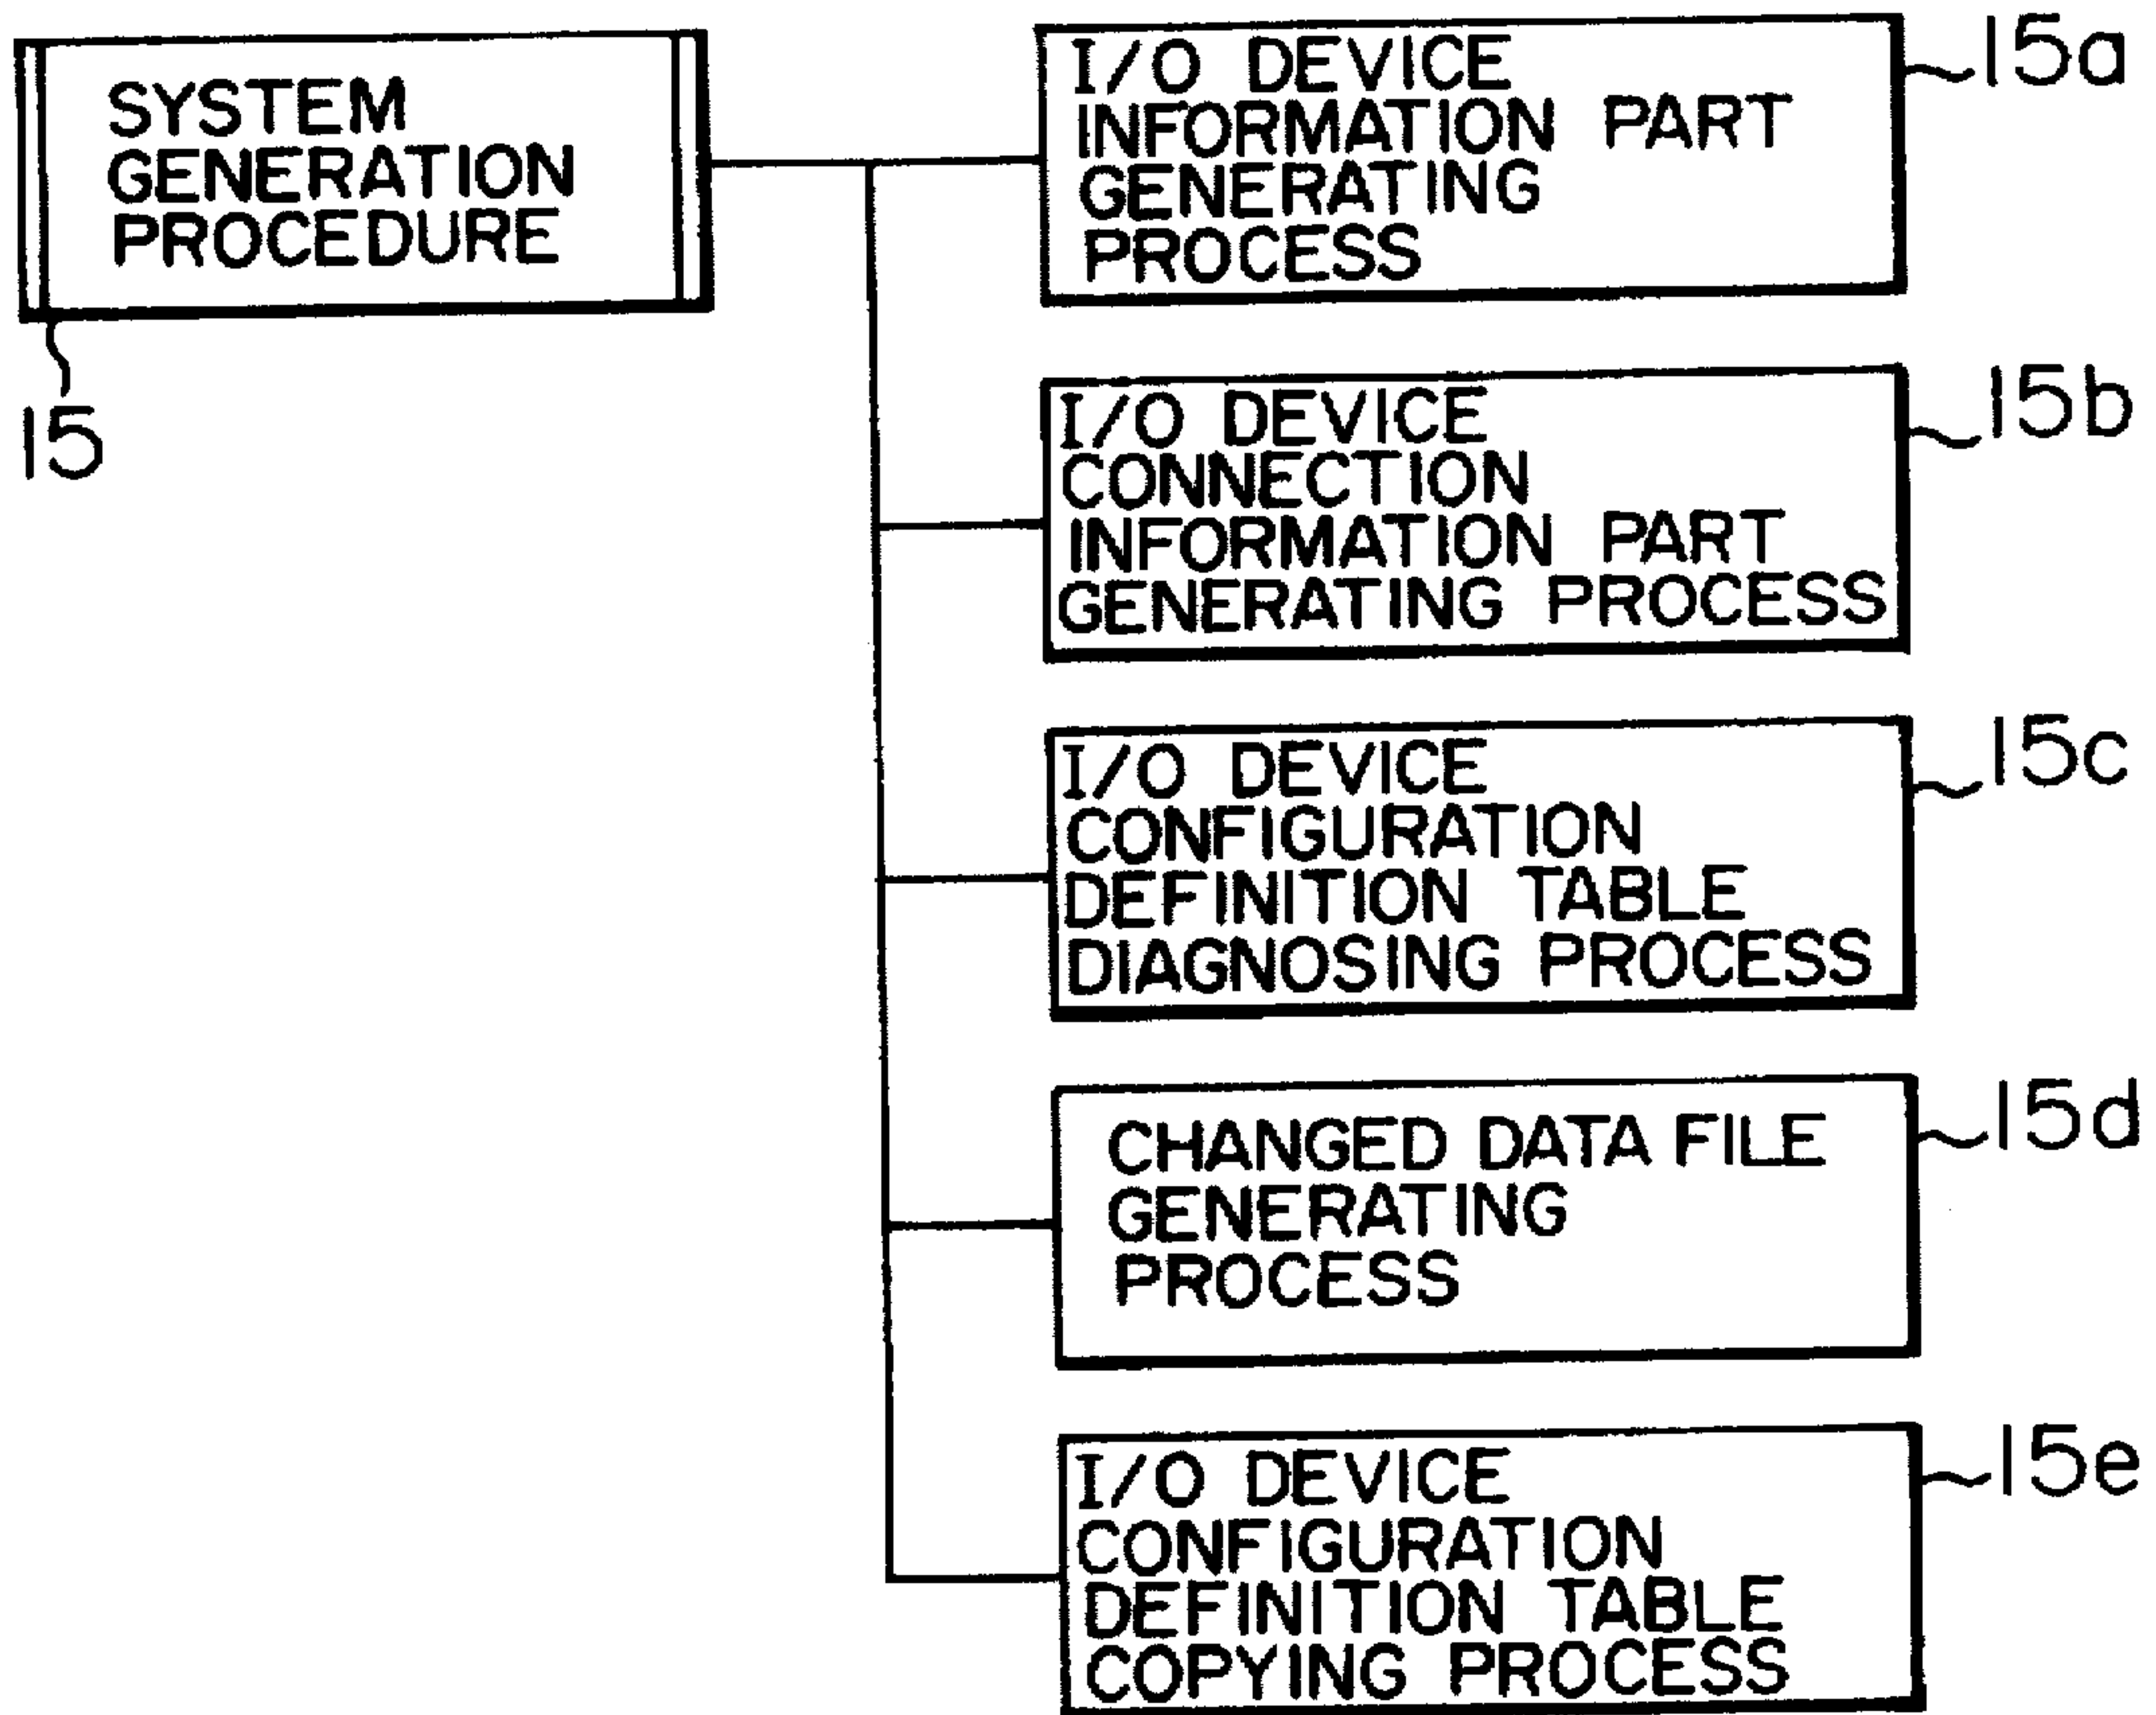 SYSTEM
GENERATION
PROCEDURE
15
I/O DEVICE
INFORMATION PART
GENERATING
PROCESS
15a
I/O DEVICE
CONNECTION
INFORMATION PART
GENERATING PROCESS
15b
I/O DEVICE
CONFIGURATION
DEFINITION TABLE
DIAGNOSING PROCESS
15c
CHANGED DATA FILE
GENERATING
PROCESS
15d
I/O DEVICE
CONFIGURATION
DEFINITION TABLE
COPYING PROCESS
15e